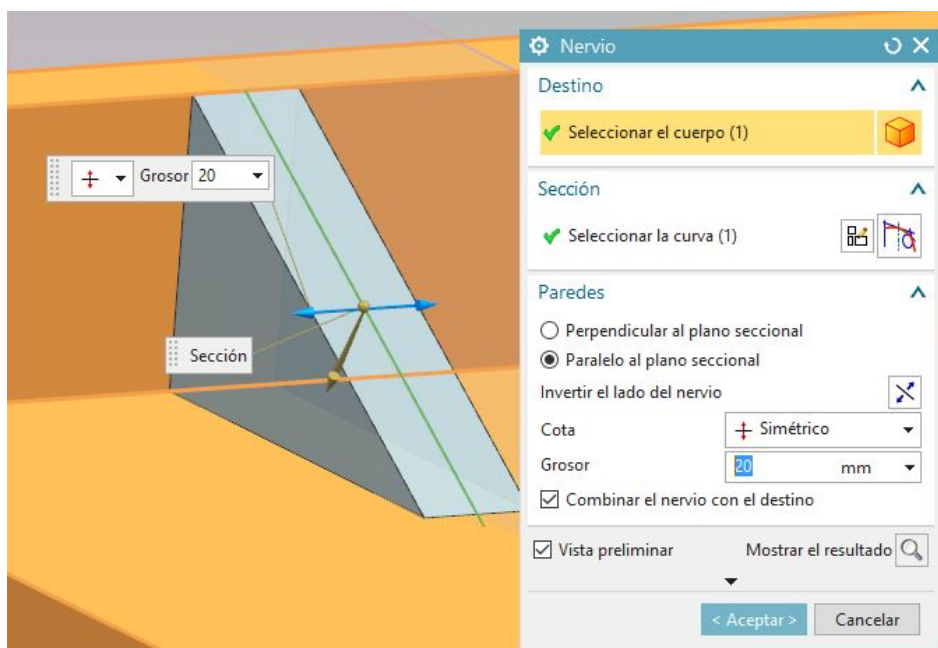 Nervio
Destino
Seleccionar el cuerpo (1)
Sección
Seleccionar la curva (1)
Paredes
Perpendicular al plano seccional
Paralelo al plano seccional
Invertir el lado del nervio
Cota Simétrico
Grosor 20 mm
Combinar el nervio con el destino
Vista preliminar Mostrar el resultado
< Aceptar > Cancelar
Grosor 20
Sección